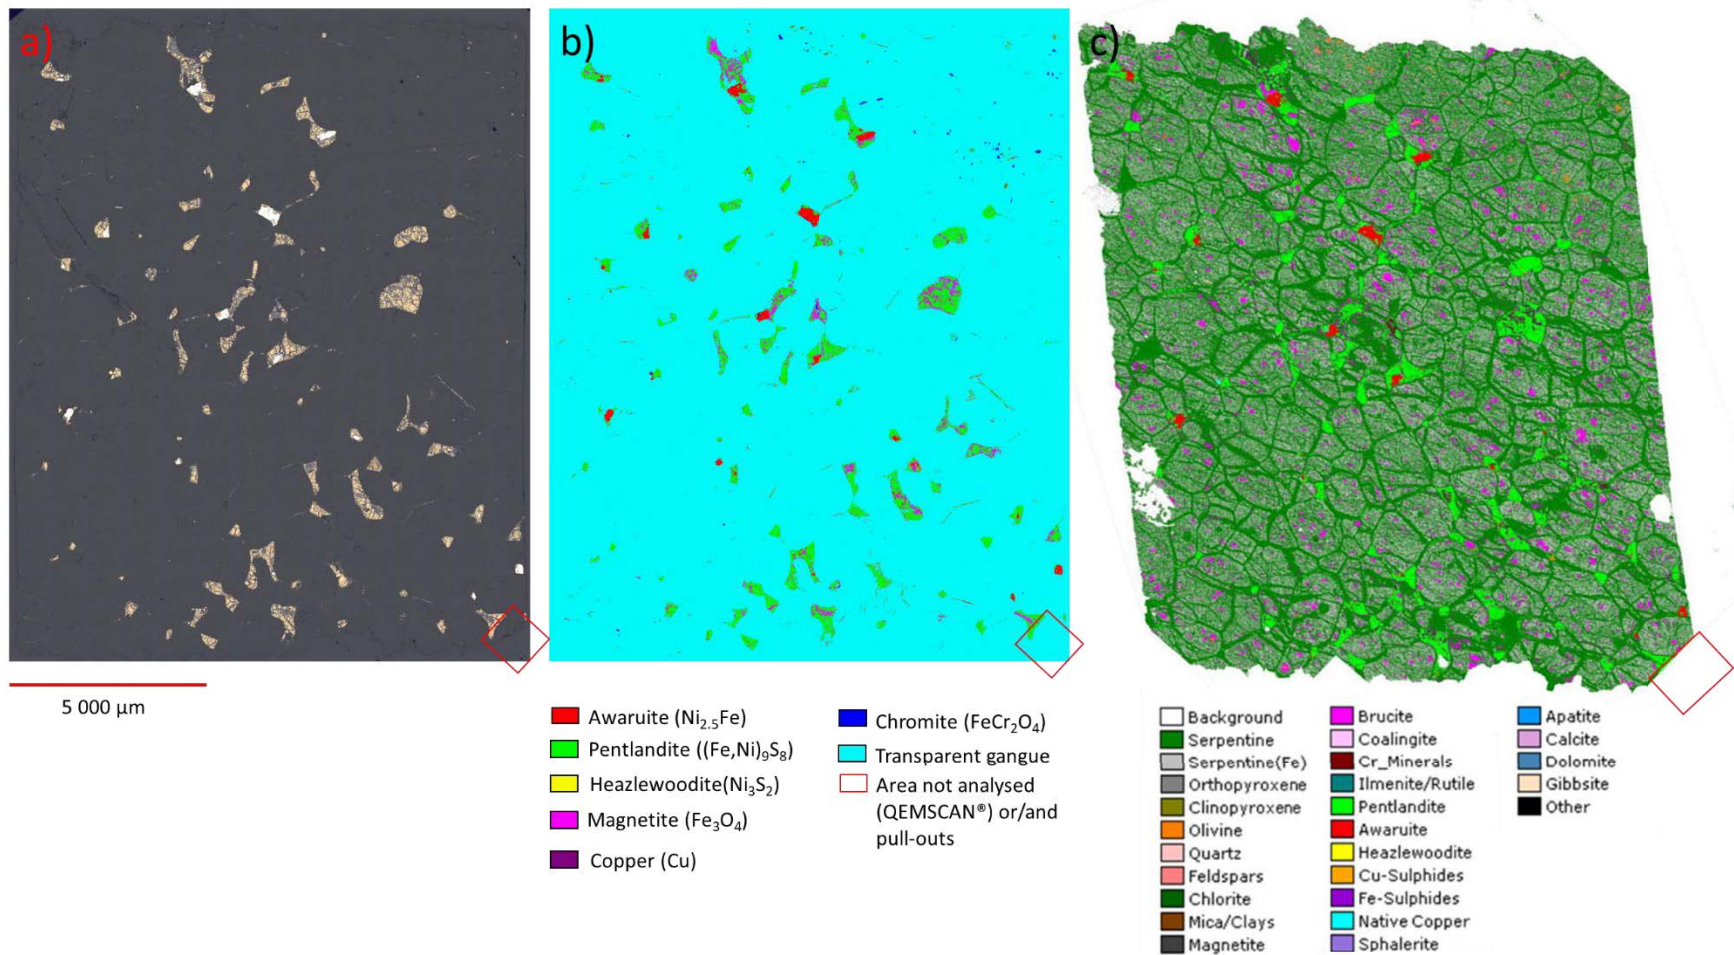 a)
b)
c)
5 000 µm
Awaruite (Ni2.5Fe)
Pentlandite ((Fe,Ni)9S8)
Heazlewoodite(Ni3S2)
Magnetite (Fe3O4)
Copper (Cu)
Chromite (FeCr2O4)
Transparent gangue
Area not analysed
(QEMSCAN®) or/and
pull-outs
Background
Serpentine
Serpentine(Fe)
Orthopyroxene
Clinopyroxene
Olivine
Quartz
Feldspars
Chlorite
Mica/Clays
Magnetite
Brucite
Coalingite
Cr_Minerals
Ilmenite/Rutile
Pentlandite
Awaruite
Heazlewoodite
Cu-Sulphides
Fe-Sulphides
Native Copper
Sphalerite
Apatite
Calcite
Dolomite
Gibbsite
Other